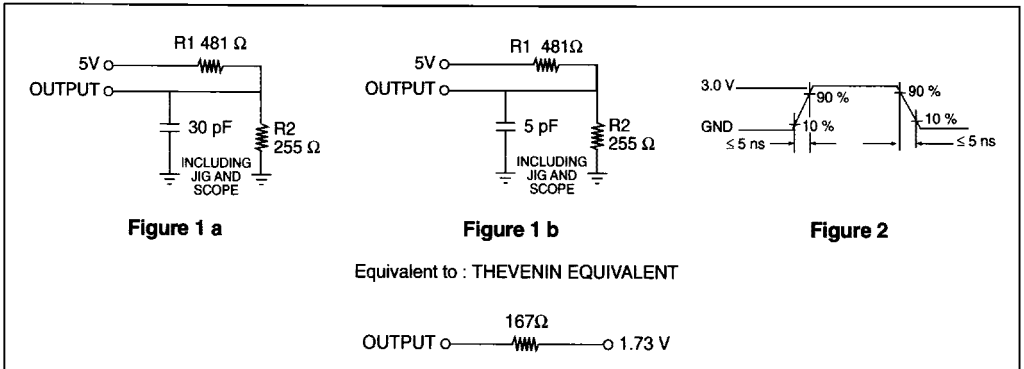 R1 481 Ω
5V
OUTPUT
30 pF
R2
255 Ω
INCLUDING
JIG AND
SCOPE
Figure 1 a
R1 481Ω
5V
OUTPUT
5 pF
R2
255 Ω
INCLUDING
JIG AND
SCOPE
Figure 1 b
3.0 V
90 %
90 %
GND
10 %
10 %
≤ 5 ns
≤ 5 ns
Figure 2
Equivalent to : THEVENIN EQUIVALENT
167Ω
OUTPUT
1.73 V